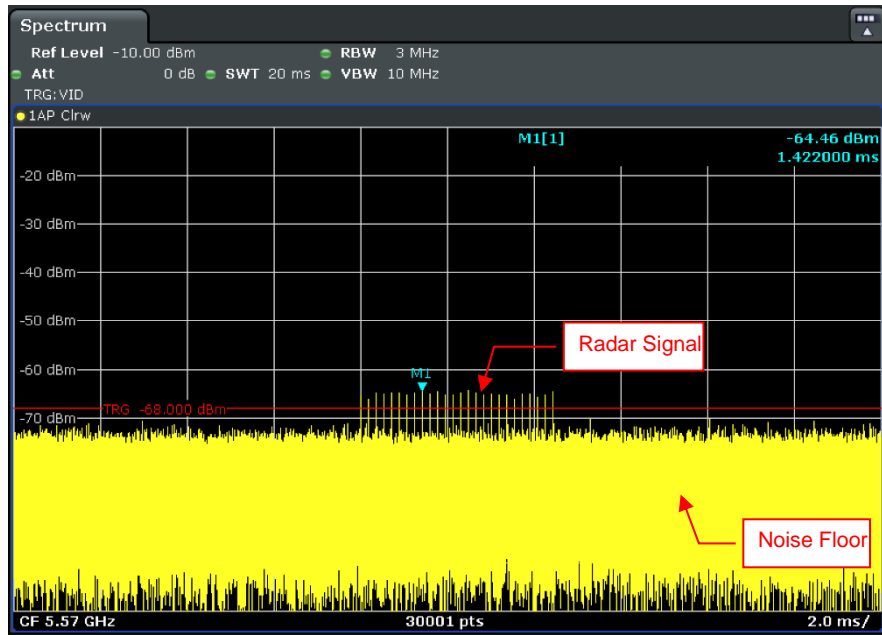 Spectrum
Ref Level -10.00 dBm RBW 3 MHz
Att 0 dB SWT 20 ms VBW 10 MHz
TRG:VID
1AP Clrw
M1[1] -64.46 dBm
1.422000 ms
-20 dBm
-30 dBm
-40 dBm
-50 dBm
Radar Signal
-60 dBm
M1
TRG -68.000 dBm
-70 dBm
Noise Floor
CF 5.57 GHz 30001 pts 2.0 ms/